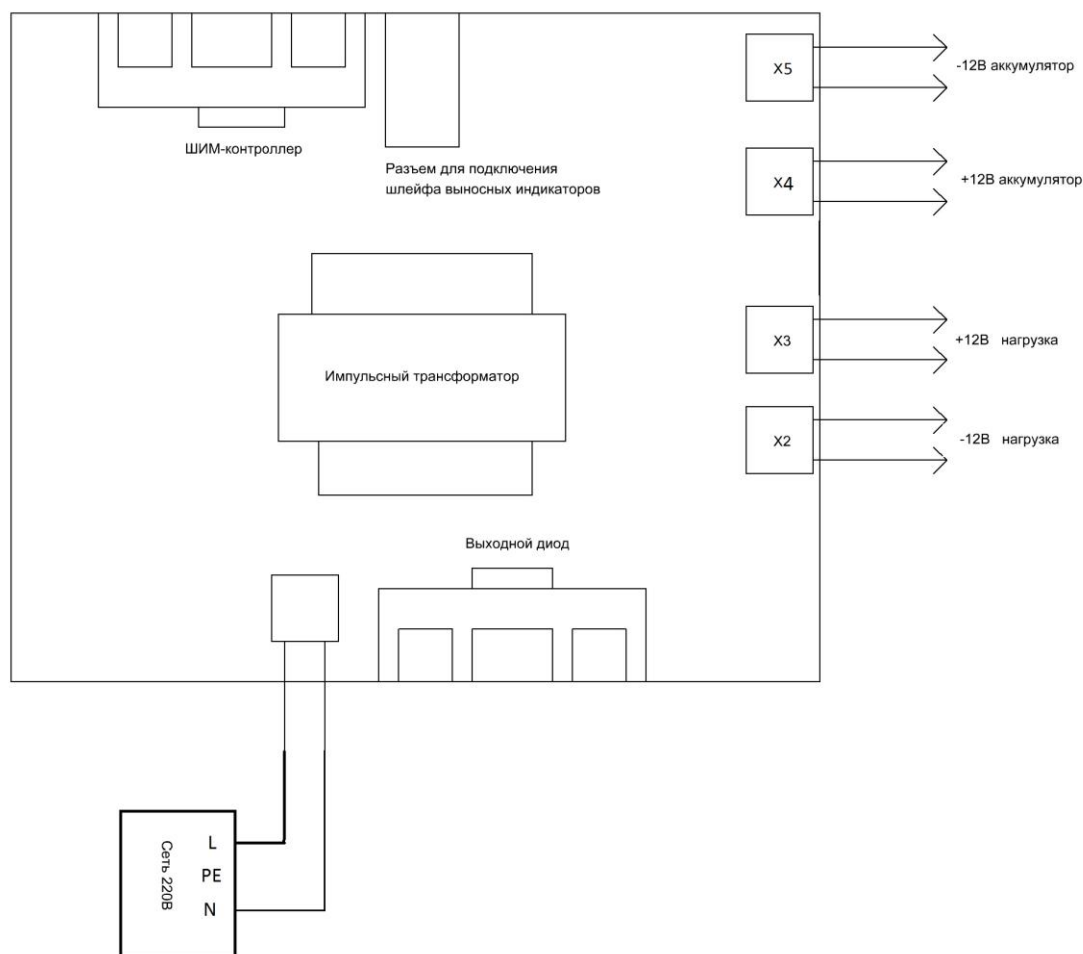 X5
-12В аккумулятор
ШИМ-контроллер
Разъем для подключения
шлейфа выносных индикаторов
X4
+12В аккумулятор
X3
+12В нагрузка
Импульсный трансформатор
X2
-12В нагрузка
Выходной диод
Сеть 220В
L
PE
N